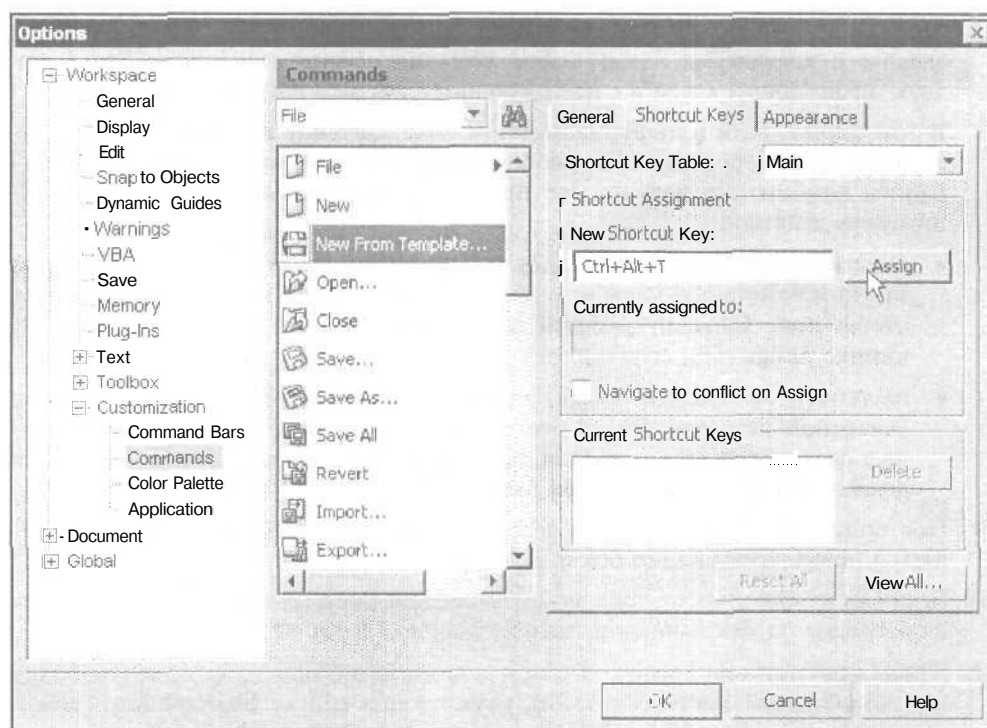 Options
Workspace
General
Display
Edit
Snap to Objects
Dynamic Guides
Warnings
VBA
Save
Memory
Plug-Ins
Text
Toolbox
Customization
Command Bars
Commands
Color Palette
Application
Document
Global
Commands
File
File
New
New From Template...
Open...
Close
Save...
Save As...
Save All
Revert
Import...
Export...
General Shortcut Keys Appearance
Shortcut Key Table: . j Main
r Shortcut Assignment
l New Shortcut Key:
j Ctrl+Alt+T Assign
Currently assigned to:
Navigate to conflict on Assign
Current Shortcut Keys
Delete
Reset All View All...
OK Cancel Help